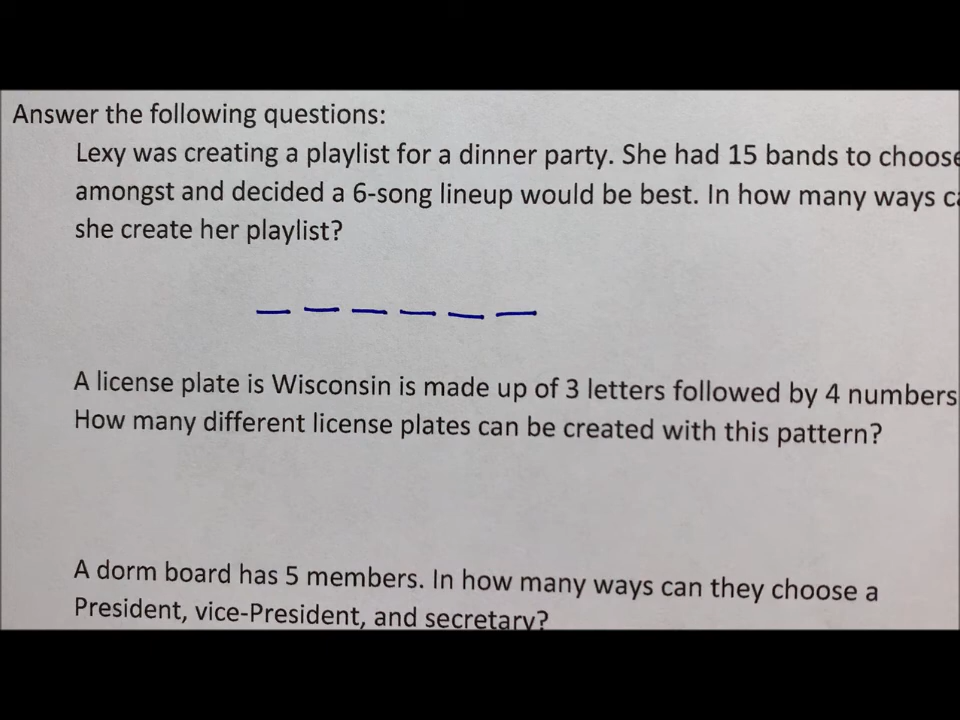 Answer the following questions:
Lexy was creating a playlist for a dinner party. She had 15 bands to choose
amongst and decided a 6-song lineup would be best. In how many ways ca
she create her playlist?
A license plate is Wisconsin is made up of 3 letters followed by 4 numbers
How many different license plates can be created with this pattern?
A dorm board has 5 members. In how many ways can they choose a
President, vice-President, and secretary?